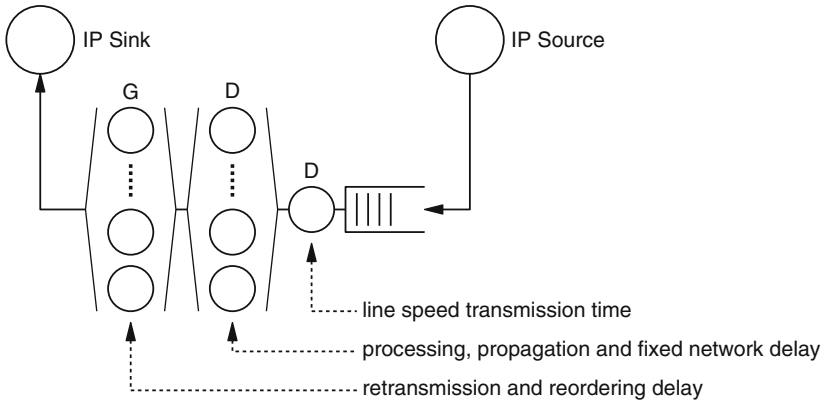 IP Sink
IP Source
G
D
D
line speed transmission time
processing, propagation and fixed network delay
retransmission and reordering delay